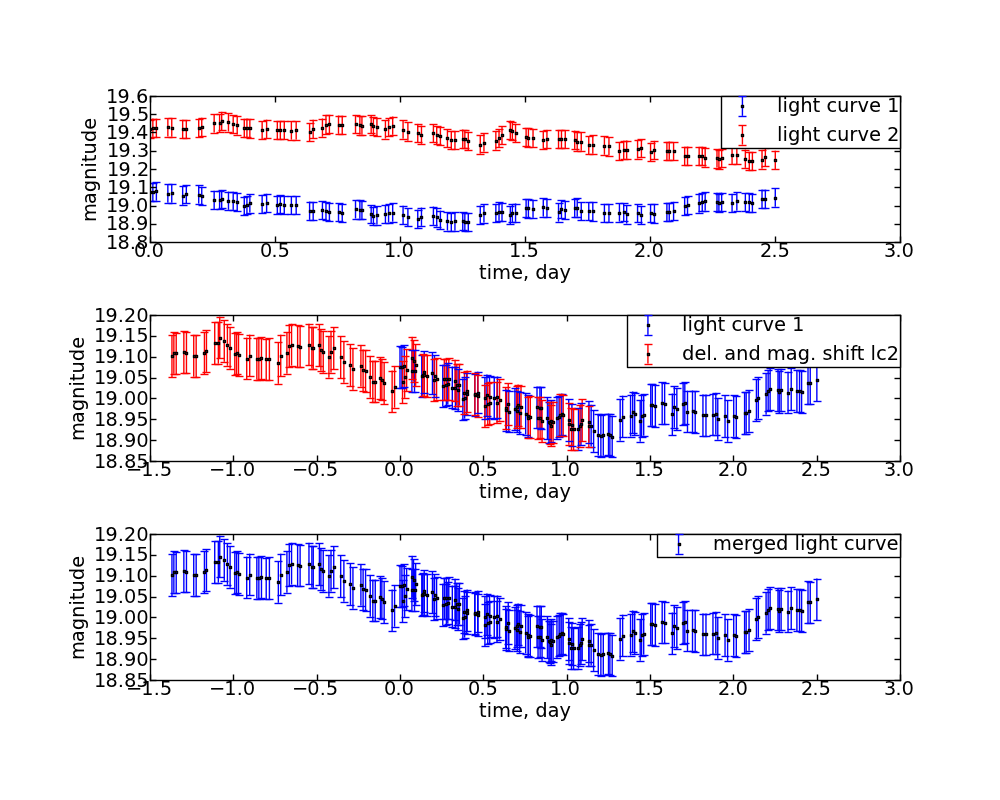 19.6
19.5
19.4
19.3
19.2
19.1
19.0
18.9
18.8
magnitude
light curve 1
light curve 2
0.0 0.5 1.0 1.5 2.0 2.5 3.0
time, day
19.20
19.15
19.10
19.05
19.00
18.95
18.90
18.85
magnitude
light curve 1
del. and mag. shift lc2
−1.5 −1.0 −0.5 0.0 0.5 1.0 1.5 2.0 2.5 3.0
time, day
19.20
19.15
19.10
19.05
19.00
18.95
18.90
18.85
magnitude
merged light curve
−1.5 −1.0 −0.5 0.0 0.5 1.0 1.5 2.0 2.5 3.0
time, day